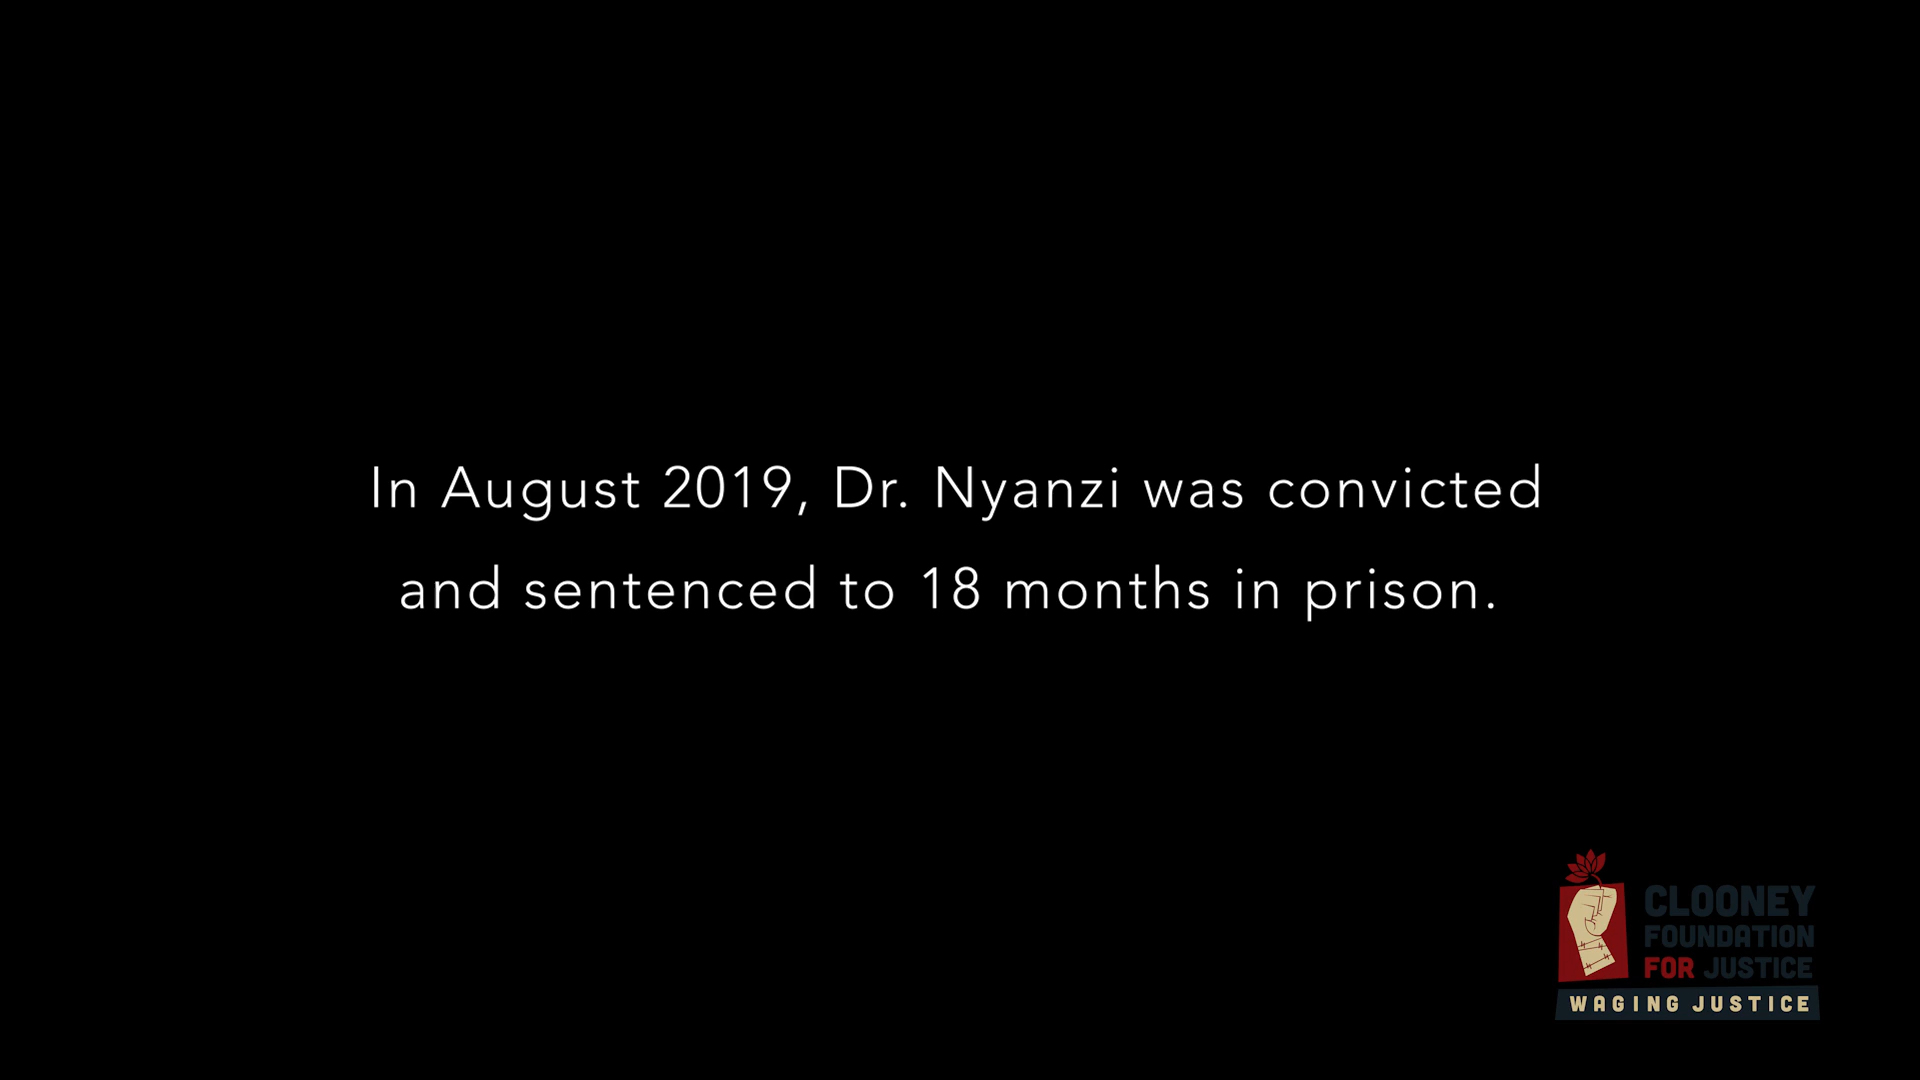 In August 2019, Dr. Nyanzi was convicted
and sentenced to 18 months in prison.
CLOONEY
FOUNDATION
FOR JUSTICE
WAGING JUSTICE